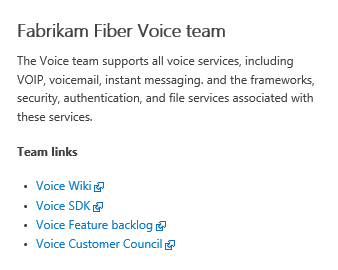 Fabrikam Fiber Voice team
The Voice team supports all voice services, including
VOIP, voicemail, instant messaging. and the frameworks,
security, authentication, and file services associated with
these services.
Team links
• Voice Wiki
• Voice SDK
• Voice Feature backlog
• Voice Customer Council